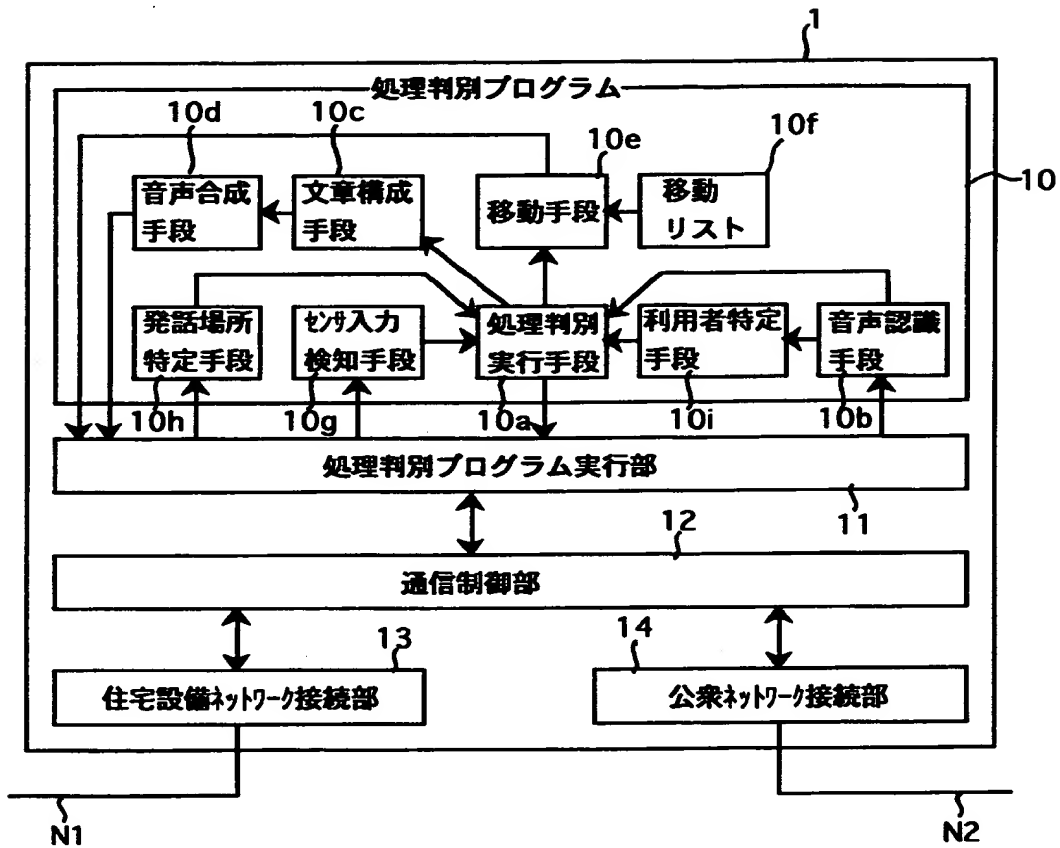 1
処理判別プログラム
10d
10c
10e
10f
10
音声合成
手段
文章構成
手段
移動手段
移動
リスト
発話場所
特定手段
センサ入力
検知手段
処理判別
実行手段
利用者特定
手段
音声認識
手段
10h
10g
10a
10i
10b
処理判別プログラム実行部
11
12
通信制御部
13
14
住宅設備ネットワーク接続部
公衆ネットワーク接続部
N1
N2